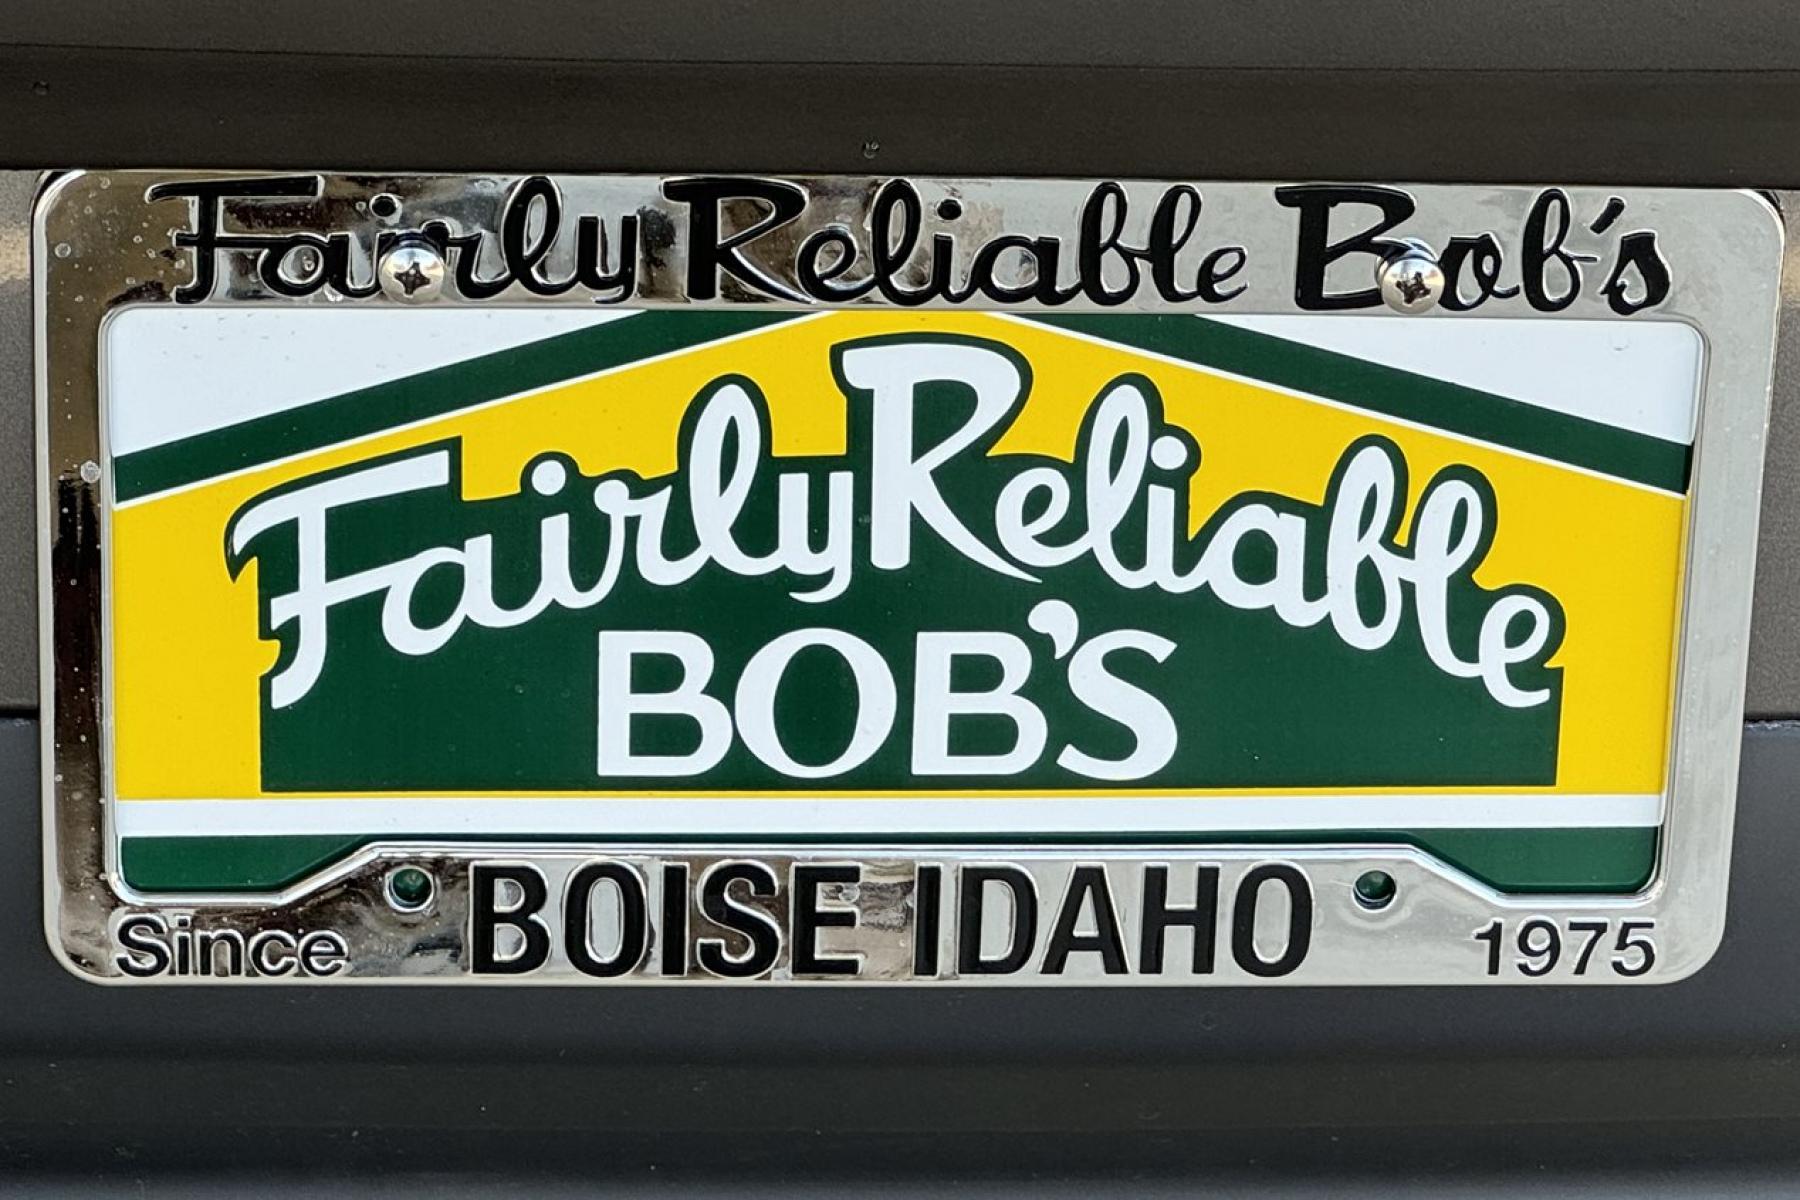 Fairly Reliable Bob's
Fairly Reliable
BOB'S
BOISE IDAHO
Since 1975